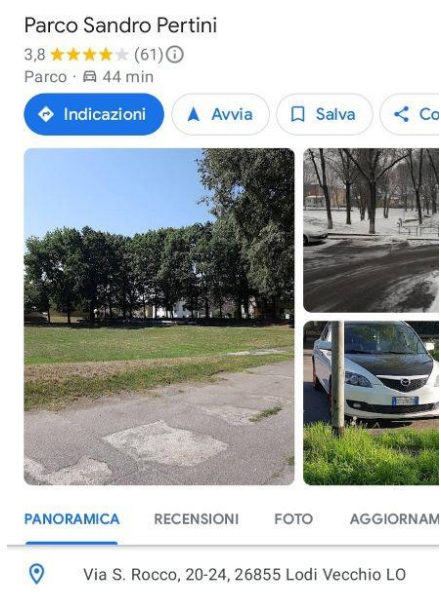 Parco Sandro Pertini
3,8 (61)
Parco · 44 min
Indicazioni Avvia Salva Co
PANORAMICA RECENSIONI FOTO AGGIORNAM
Via S. Rocco, 20-24, 26855 Lodi Vecchio LO